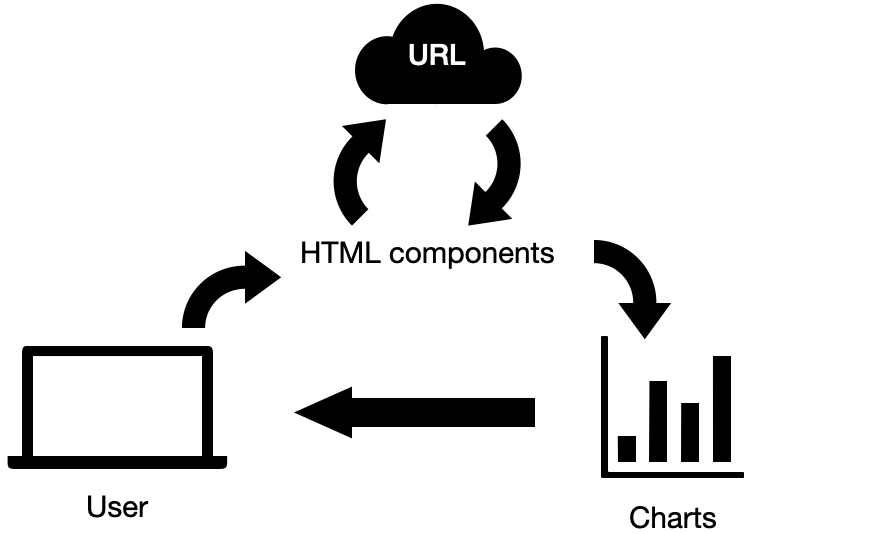 URL
HTML components
User
Charts